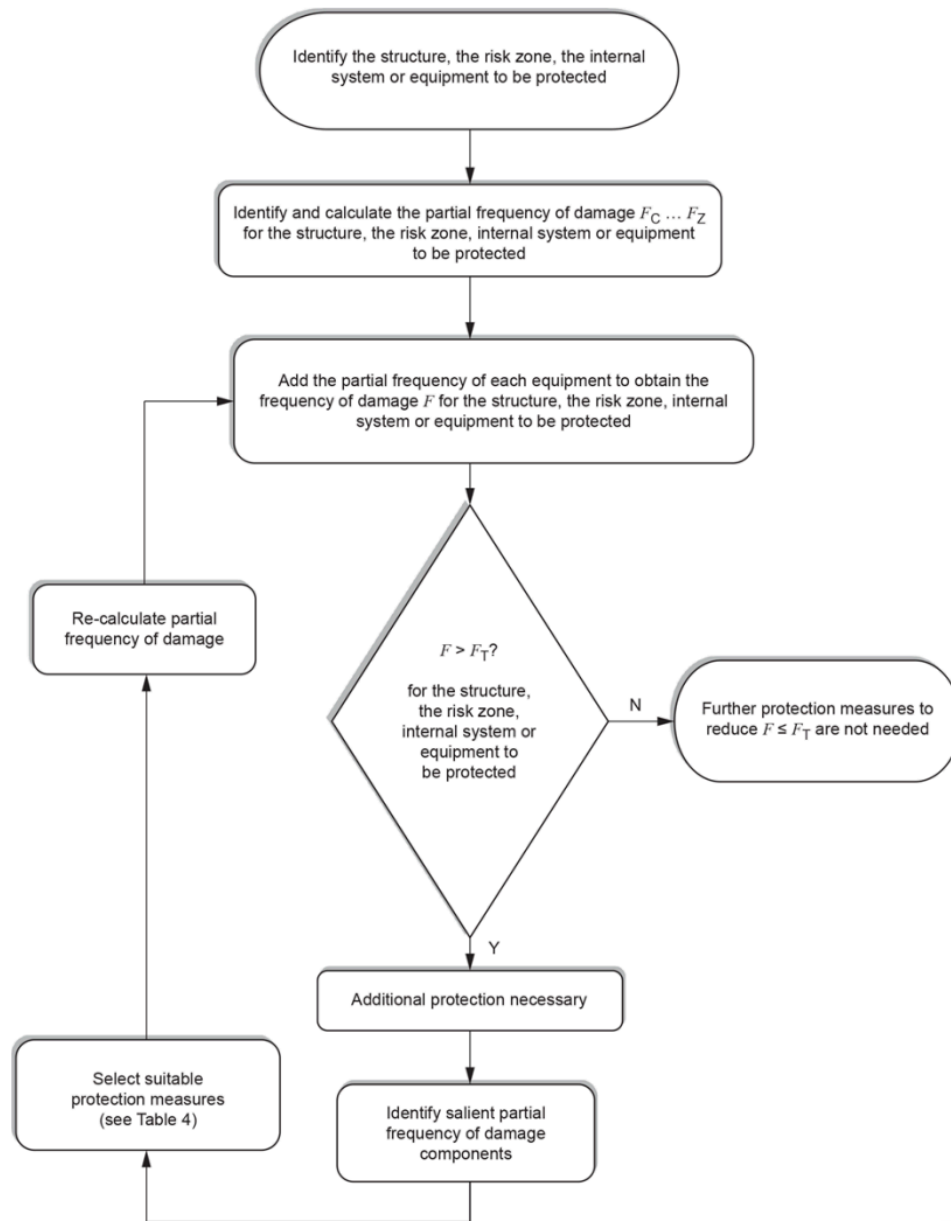 Identify the structure, the risk zone, the internal
system or equipment to be protected
Identify and calculate the partial frequency of damage F_C … F_Z
for the structure, the risk zone, internal system or equipment
to be protected
Add the partial frequency of each equipment to obtain the
frequency of damage F for the structure, the risk zone, internal
system or equipment to be protected
Re-calculate partial
frequency of damage
F > F_T?
for the structure,
the risk zone,
internal system or
equipment to
be protected
N
Further protection measures to
reduce F ≤ F_T are not needed
Y
Additional protection necessary
Select suitable
protection measures
(see Table 4)
Identify salient partial
frequency of damage
components